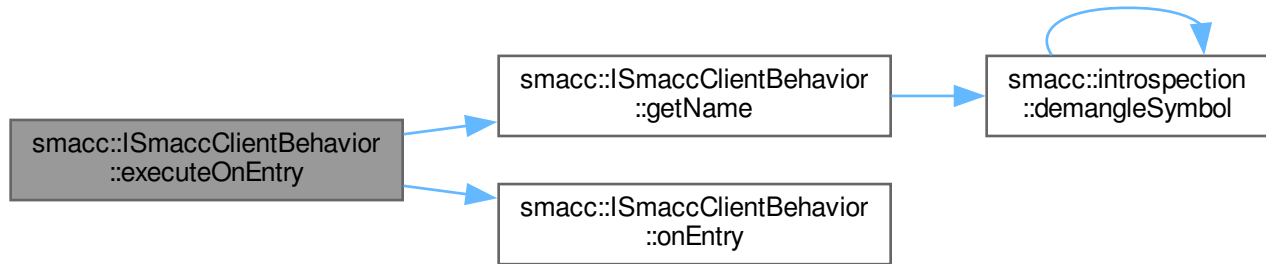 smacc::ISmaccClientBehavior
::executeOnEntry
smacc::ISmaccClientBehavior
::getName
smacc::introspection
::demangleSymbol
smacc::ISmaccClientBehavior
::onEntry